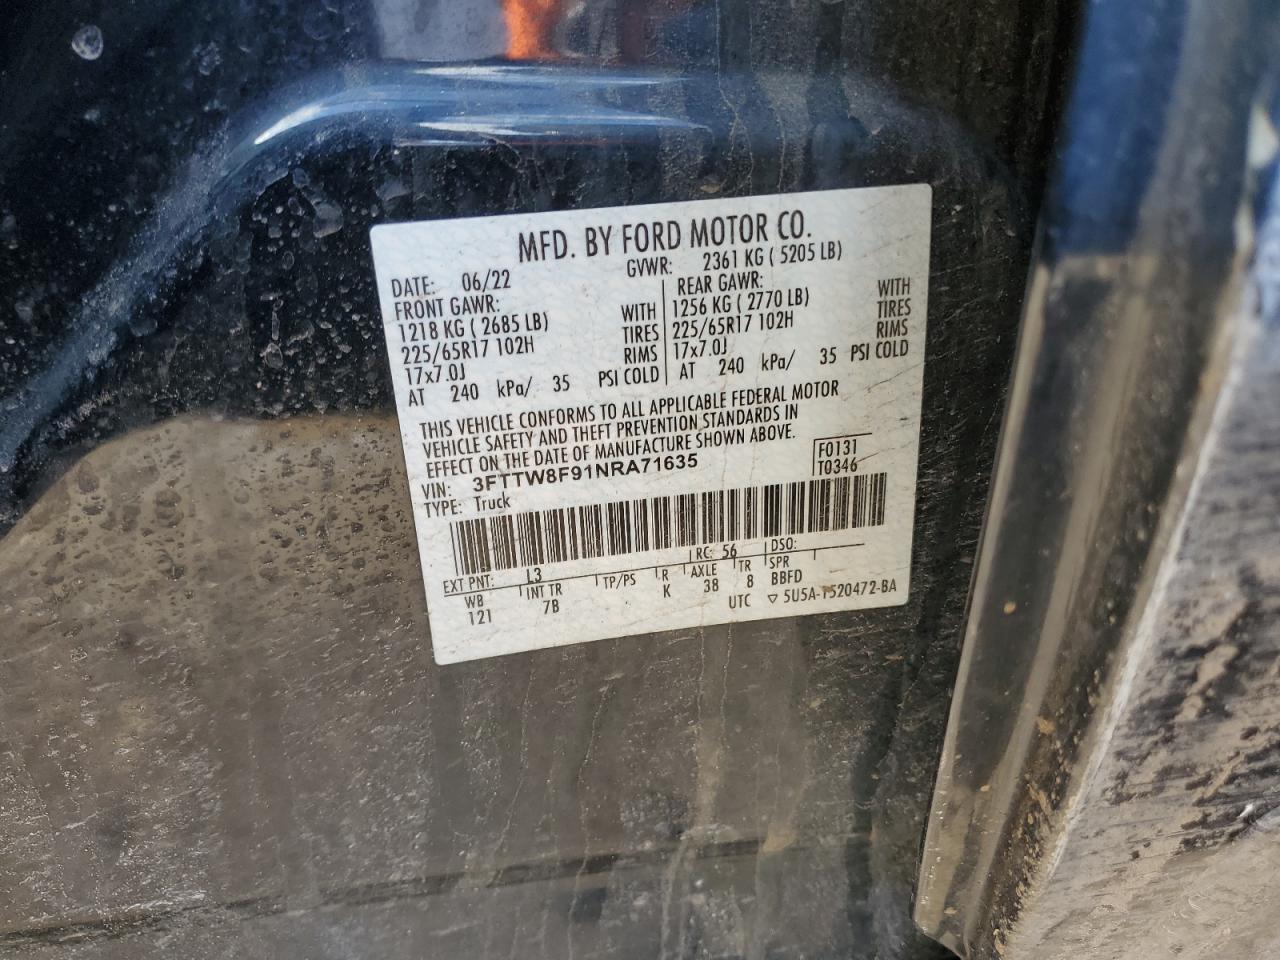 MFD. BY FORD MOTOR CO.
DATE: 06/22 GVWR: 2361 KG ( 5205 LB)
FRONT GAWR: REAR GAWR:
1218 KG ( 2685 LB) WITH 1256 KG ( 2770 LB) WITH
225/65R17 102H TIRES 225/65R17 102H TIRES
17x7.0J RIMS 17x7.0J RIMS
AT 240 kPa/ 35 PSI COLD AT 240 kPa/ 35 PSI COLD
THIS VEHICLE CONFORMS TO ALL APPLICABLE FEDERAL MOTOR
VEHICLE SAFETY AND THEFT PREVENTION STANDARDS IN
EFFECT ON THE DATE OF MANUFACTURE SHOWN ABOVE.
VIN: 3FTTW8F91NRA71635 F0131
TYPE: Truck T0346
EXT PNT: L3 RC: 56 DSO:
WB INT TR TP/PS R AXLE TR SPR
121 7B K 3B 8 BBFD
UTC ▽ 5U5A-1520472-BA